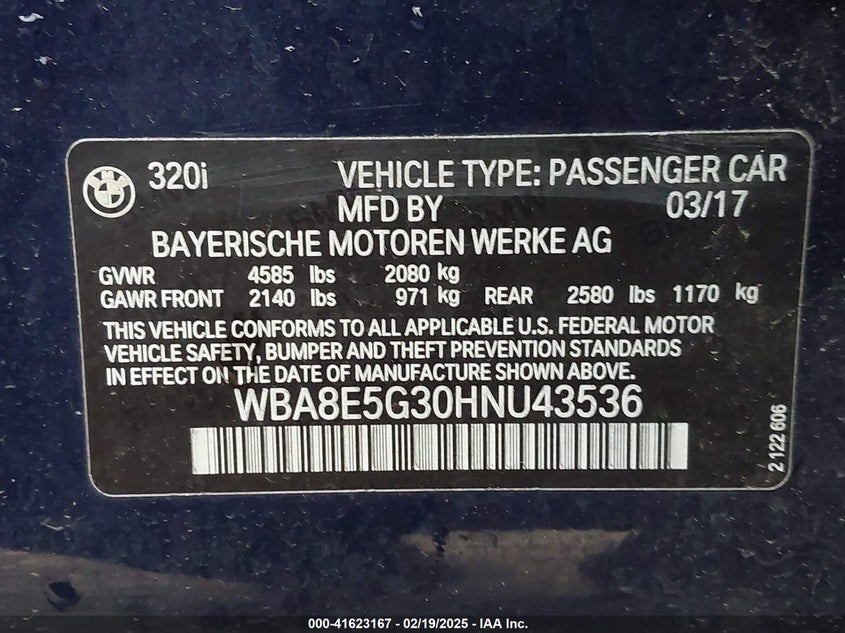 320i VEHICLE TYPE: PASSENGER CAR
MFD BY 03/17
BAYERISCHE MOTOREN WERKE AG
GVWR 4585 lbs 2080 kg
GAWR FRONT 2140 lbs 971 kg REAR 2580 lbs 1170 kg
THIS VEHICLE CONFORMS TO ALL APPLICABLE U.S. FEDERAL MOTOR
VEHICLE SAFETY, BUMPER AND THEFT PREVENTION STANDARDS
IN EFFECT ON THE DATE OF MANUFACTURE SHOWN ABOVE.
WBA8E5G30HNU43536
2 122 606
000-41623167 - 02/19/2025 - IAA Inc.